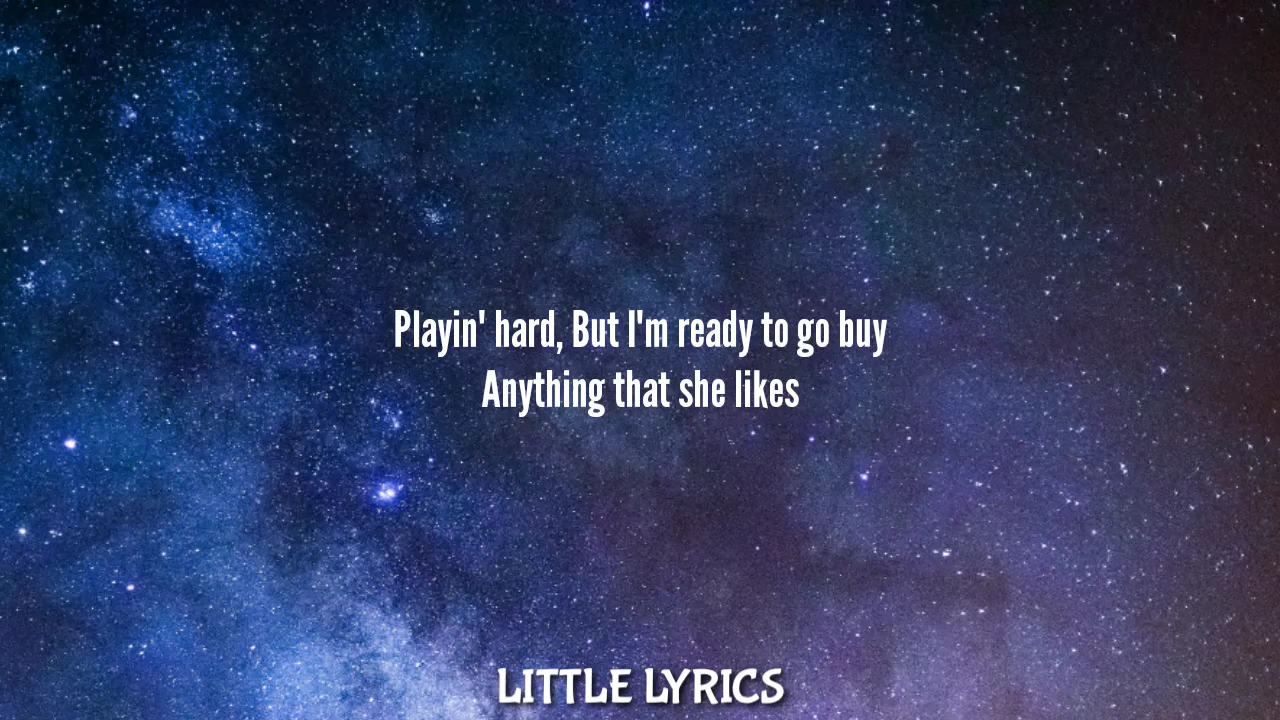 Playin' hard, But I'm ready to go buy
Anything that she likes
LITTLE LYRICS